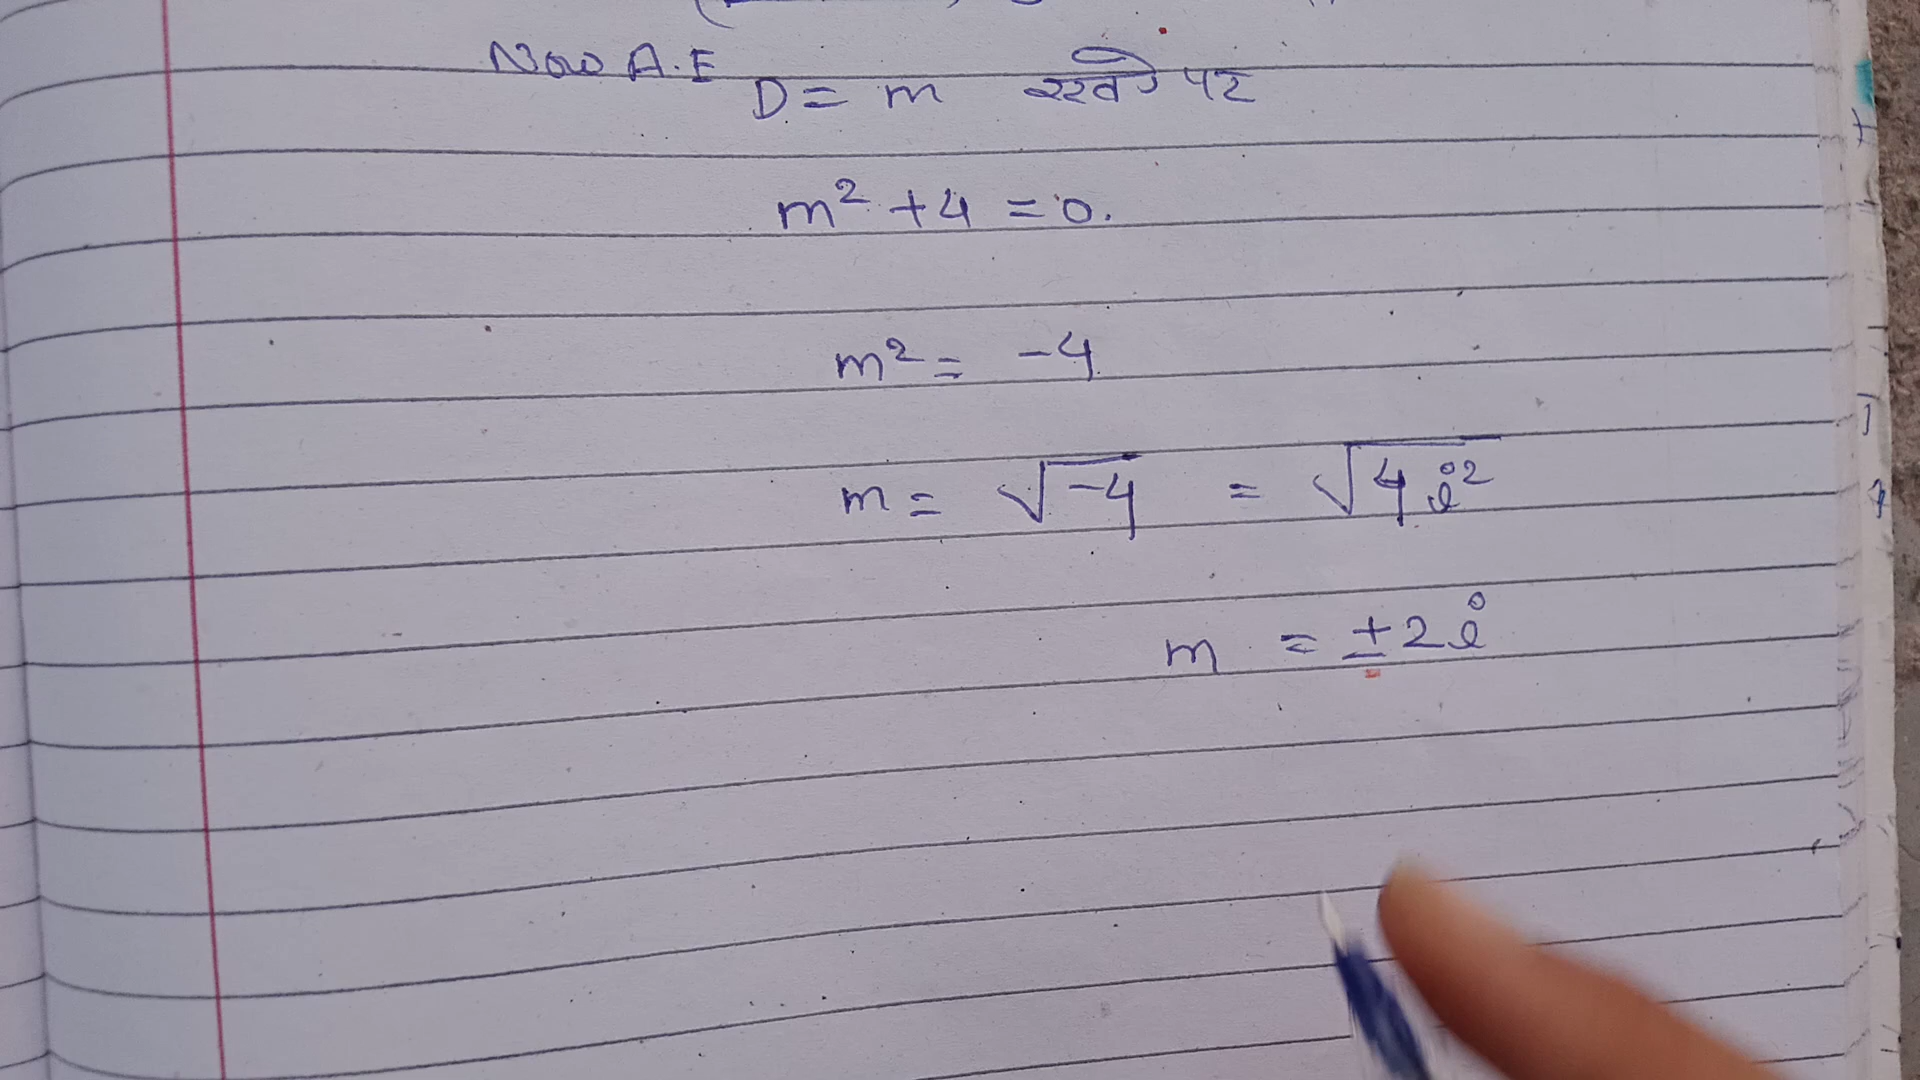 Now A.E
D = m रखने पर
m² + 4 = 0.
m² = -4
m = √-4 = √4i²
m = ±2i